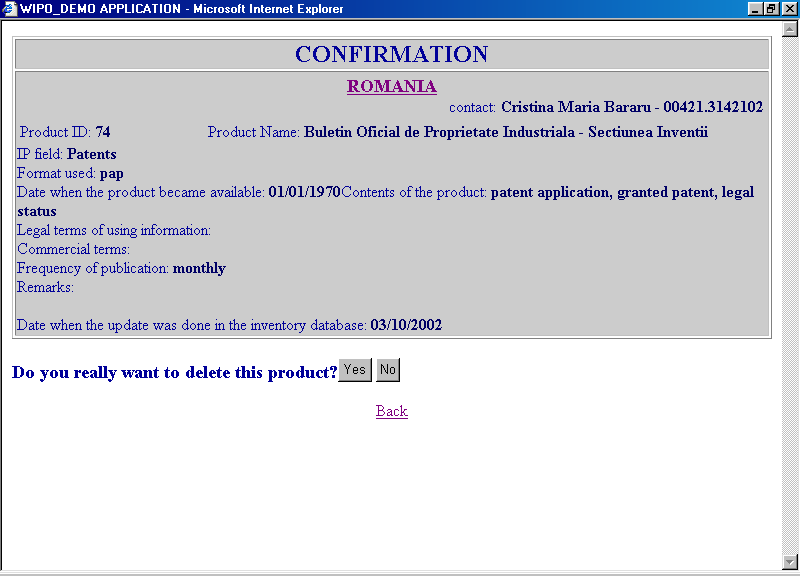 WIPO_DEMO APPLICATION - Microsoft Internet Explorer
CONFIRMATION
ROMANIA
contact: Cristina Maria Bararu - 00421.3142102
Product ID: 74 Product Name: Buletin Oficial de Proprietate Industriala - Sectiunea Inventii
IP field: Patents
Format used: pap
Date when the product became available: 01/01/1970Contents of the product: patent application, granted patent, legal
status
Legal terms of using information:
Commercial terms:
Frequency of publication: monthly
Remarks:
Date when the update was done in the inventory database: 03/10/2002
Do you really want to delete this product? Yes No
Back